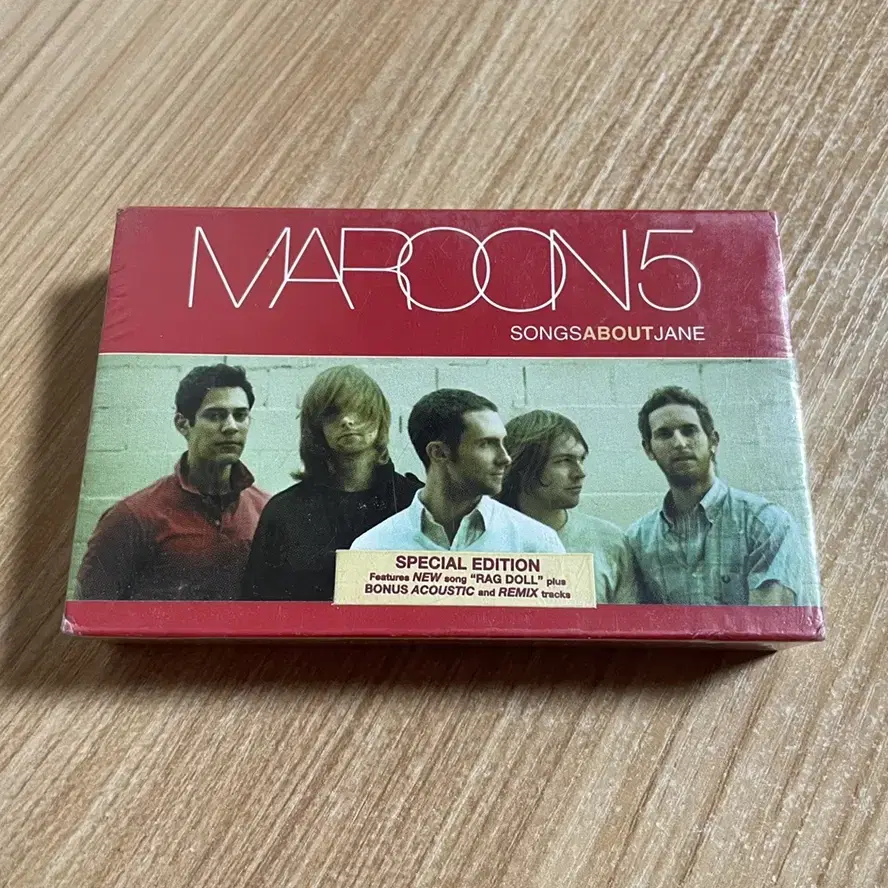 MAROON5
SONGSABOUTJANE
SPECIAL EDITION
Features NEW song "RAG DOLL" plus
BONUS ACOUSTIC and REMIX tracks